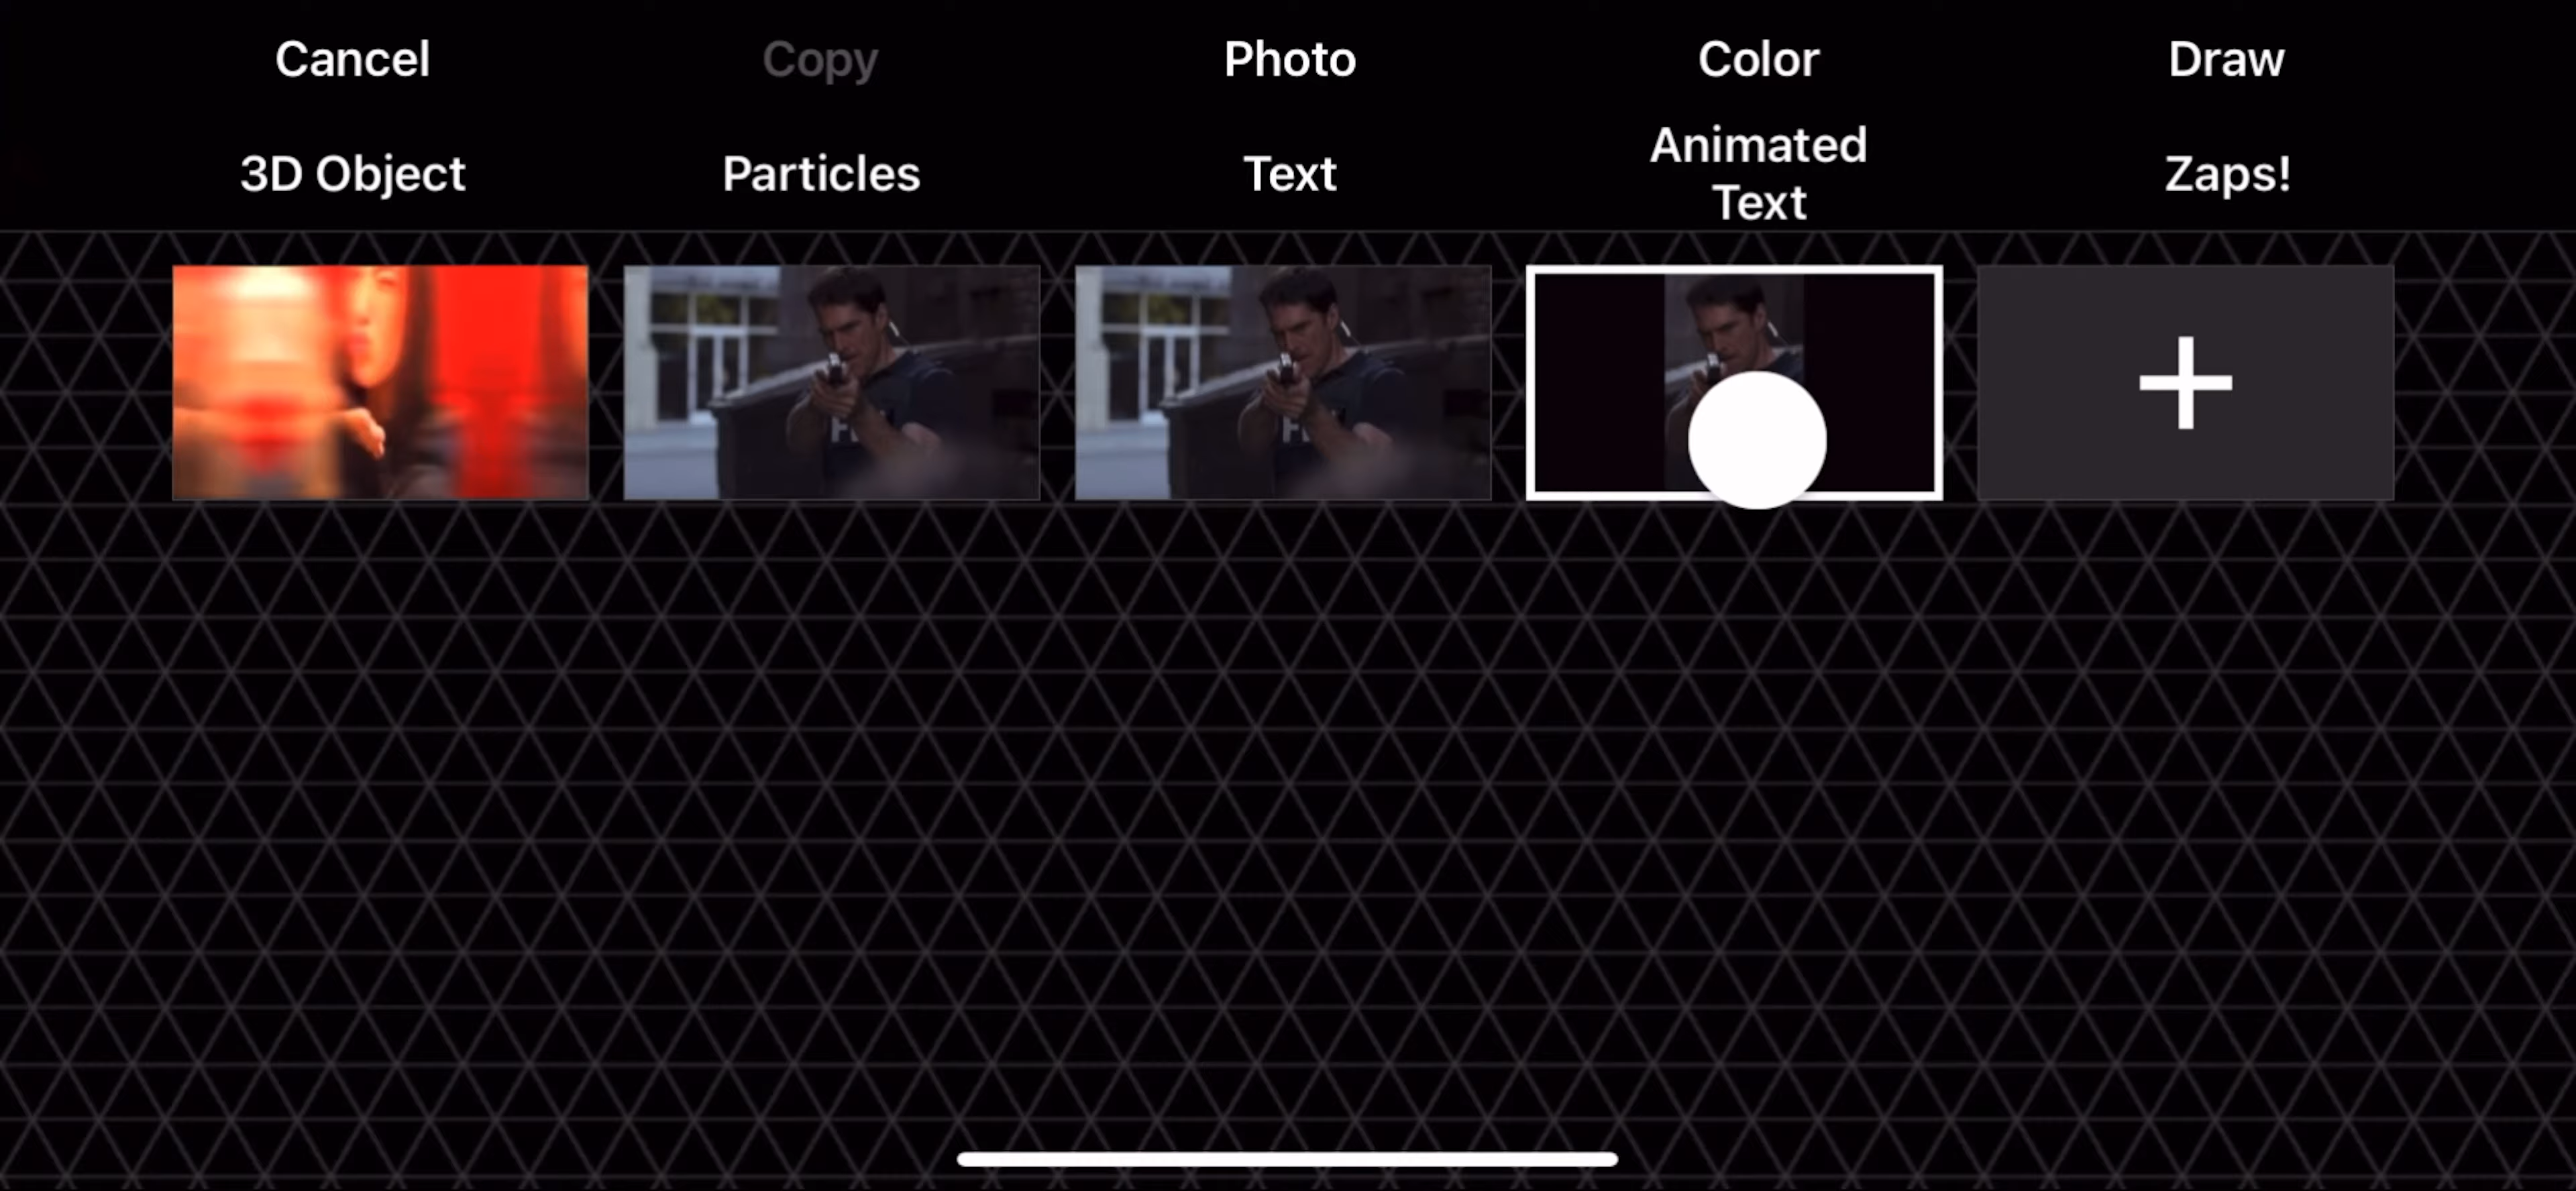 Cancel
Copy
Photo
Color
Draw
3D Object
Particles
Text
Animated
Text
Zaps!